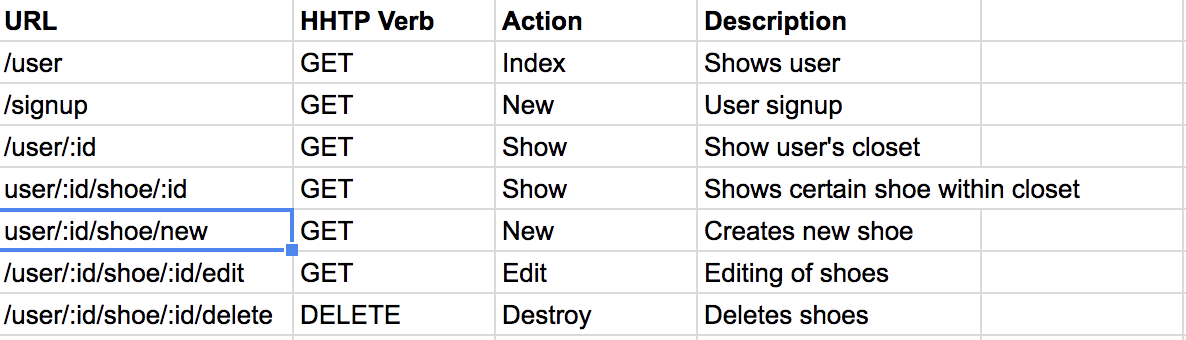 URL HHTP Verb Action Description
/user GET Index Shows user
/signup GET New User signup
/user/:id GET Show Show user's closet
user/:id/shoe/:id GET Show Shows certain shoe within closet
user/:id/shoe/new GET New Creates new shoe
/user/:id/shoe/:id/edit GET Edit Editing of shoes
/user/:id/shoe/:id/delete DELETE Destroy Deletes shoes